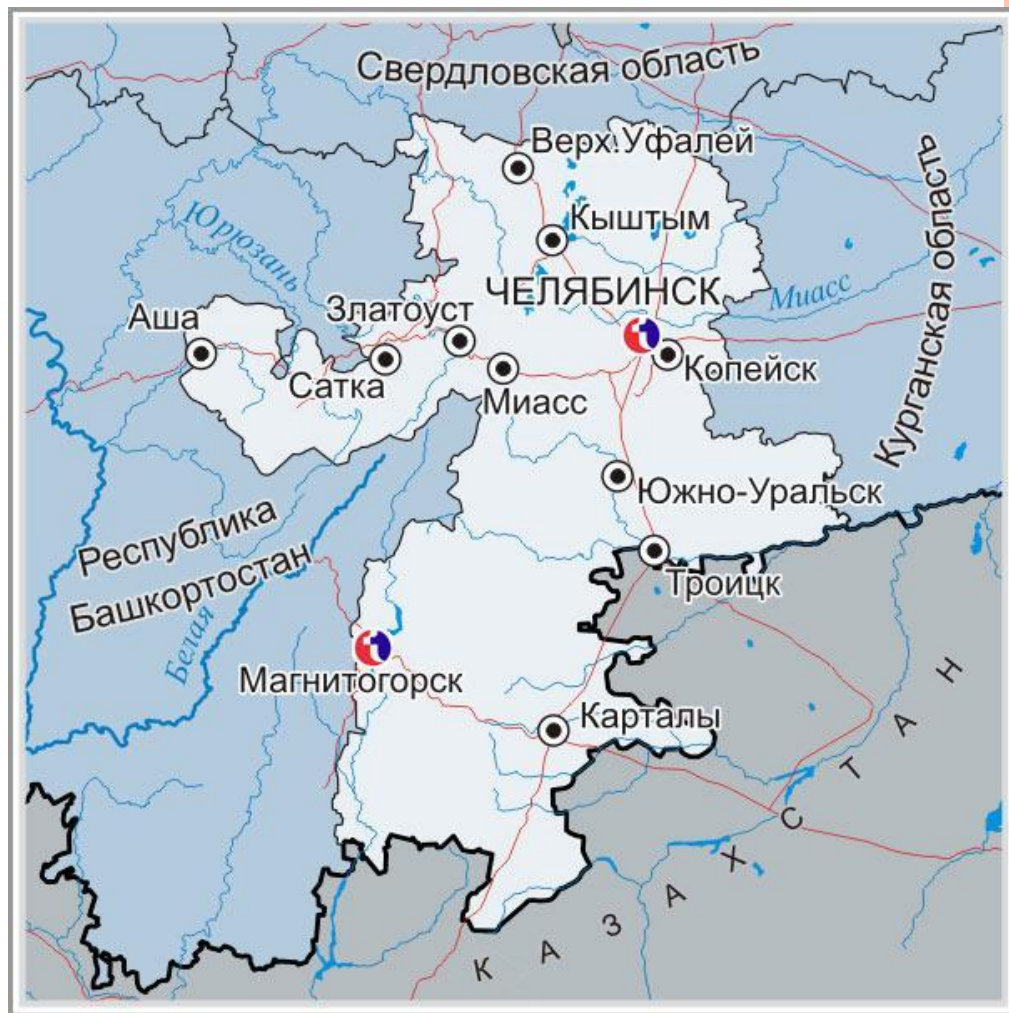 Свердловская область
Верх.Уфалей
Курганская область
Юрюзань
Кыштым
ЧЕЛЯБИНСК
Миасс
Аша
Златоуст
Сатка
Миасс
Копейск
Южно-Уральск
Республика
Башкортостан
Троицк
Белая
Магнитогорск
Карталы
КАЗАХСТАН